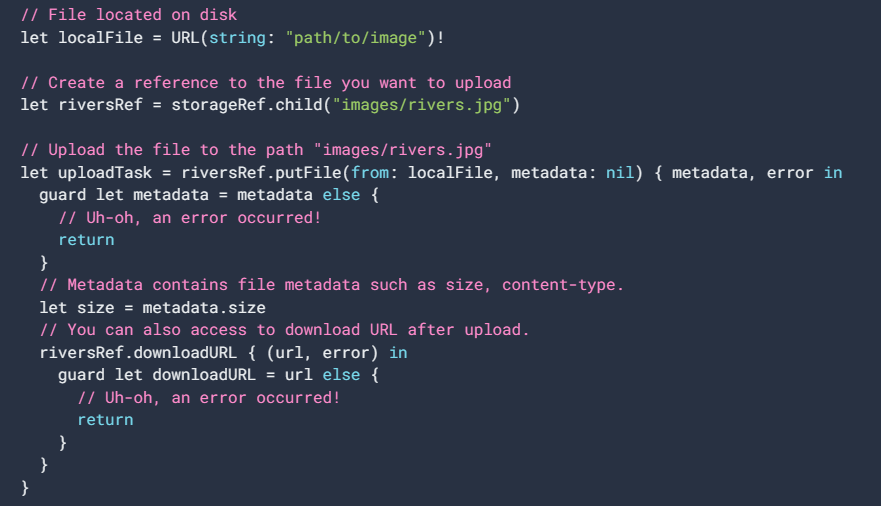 // File located on disk
let localFile = URL(string: "path/to/image")!

// Create a reference to the file you want to upload
let riversRef = storageRef.child("images/rivers.jpg")

// Upload the file to the path "images/rivers.jpg"
let uploadTask = riversRef.putFile(from: localFile, metadata: nil) { metadata, error in
  guard let metadata = metadata else {
    // Uh-oh, an error occurred!
    return
  }
  // Metadata contains file metadata such as size, content-type.
  let size = metadata.size
  // You can also access to download URL after upload.
  riversRef.downloadURL { (url, error) in
    guard let downloadURL = url else {
      // Uh-oh, an error occurred!
      return
    }
  }
}